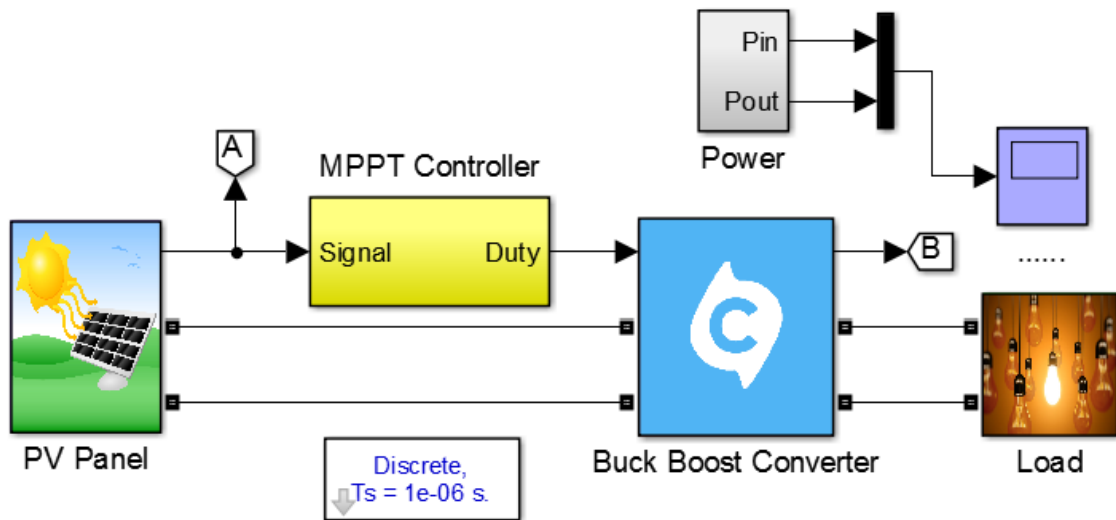 Pin
Pout
Power
A
MPPT Controller
Signal
Duty
B
......
PV Panel
Discrete,
Ts = 1e-06 s.
Buck Boost Converter
Load